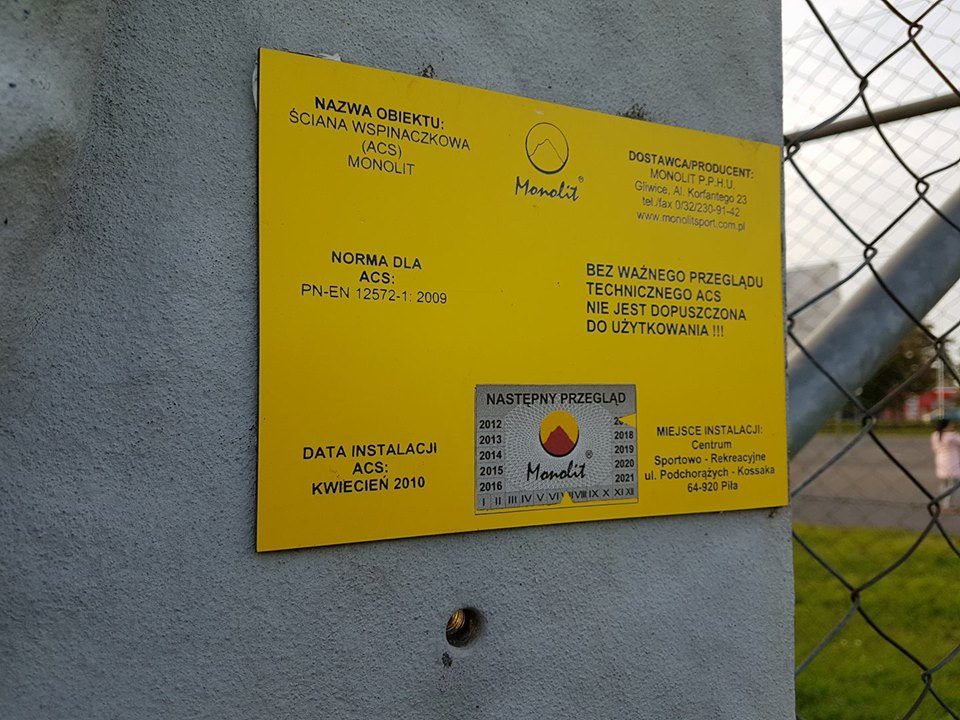 NAZWA OBIEKTU:
ŚCIANA WSPINACZKOWA
(ACS)
MONOLIT
Monolit®
DOSTAWCA/PRODUCENT:
MONOLIT P.P.H.U.
Gliwice, Al. Korfantego 23
tel./fax 0/32/230-91-42
www.monolitsport.com.pl
NORMA DLA
ACS:
PN-EN 12572-1: 2009
BEZ WAŻNEGO PRZEGLĄDU
TECHNICZNEGO ACS
NIE JEST DOPUSZCZONA
DO UŻYTKOWANIA !!!
DATA INSTALACJI
ACS:
KWIECIEŃ 2010
NASTĘPNY PRZEGLĄD
2012
2013
2014
2015
2016
2018
2019
2020
2021
Monolit®
I II III IV V VI VIII IX X XI XII
MIEJSCE INSTALACJI:
Centrum
Sportowo - Rekreacyjne
ul. Podchorążych - Kossaka
64-920 Piła